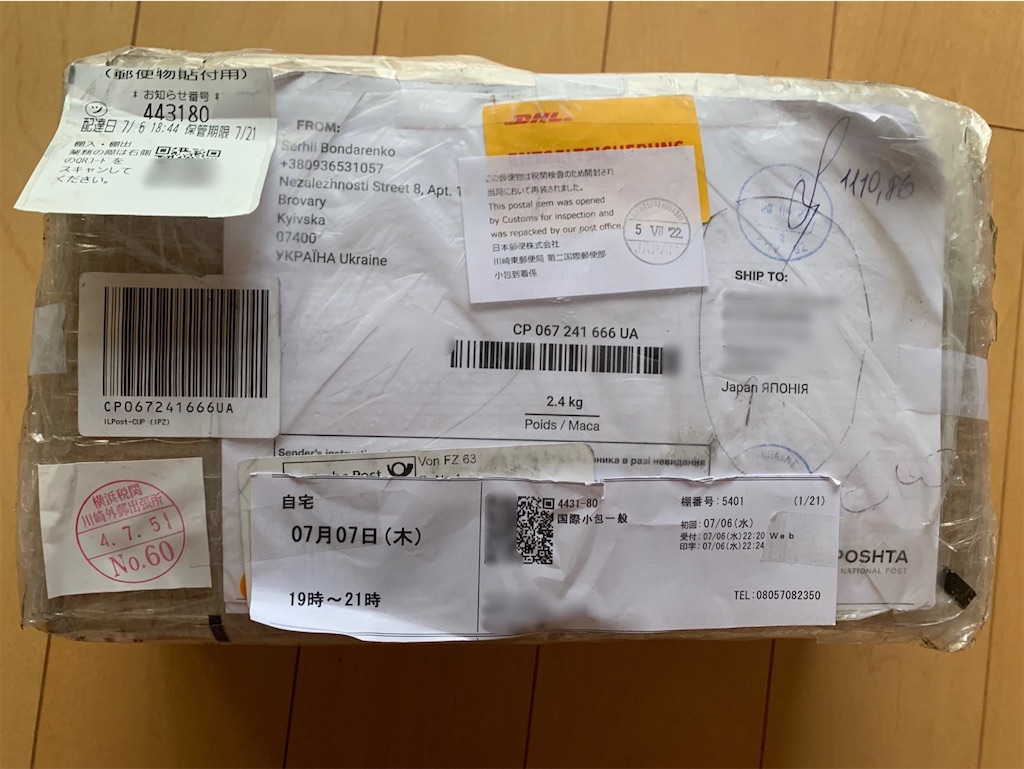 (郵便物貼付用)
* お知らせ番号 *
443180
配達日 7/ 6 18:44 保管期限 7/21
棚入・棚出
業務の際は右側
のQRコードを
スキャンして
ください。
FROM:
Serhii Bondarenko
+380936531057
Nezalezhnosti Street 8, Apt. 1
Brovary
Kyivska
07400
УКРАЇНА Ukraine
DHL
この郵便物は税関検査のため開封され
当局において再装されました。
This postal item was opened
by Customs for inspection and
was repacked by our post office.
日本郵便株式会社
川崎東郵便局 第二国際郵便部
小包到着係
5 VII '22
JAPAN
1110,86
SHIP TO:
Japan ЯПОНІЯ
CP 067 241 666 UA
2.4 kg
Poids / Maca
CP067241666UA
ILPost-CUP (1PZ)
Sender's instructi
ника в разі невидання
Post
Von FZ 63
横浜税関
川崎外郵出張所
4. 7. 51
No.60
自宅
07月07日(木)
19時～21時
4431-80
国際小包一般
棚番号:5401
(1/21)
初回:07/06(水)
受付:07/06(水)22:20 Web
印字:07/06(水)22:24
TEL:08057082350
POSHTA
NATIONAL POST